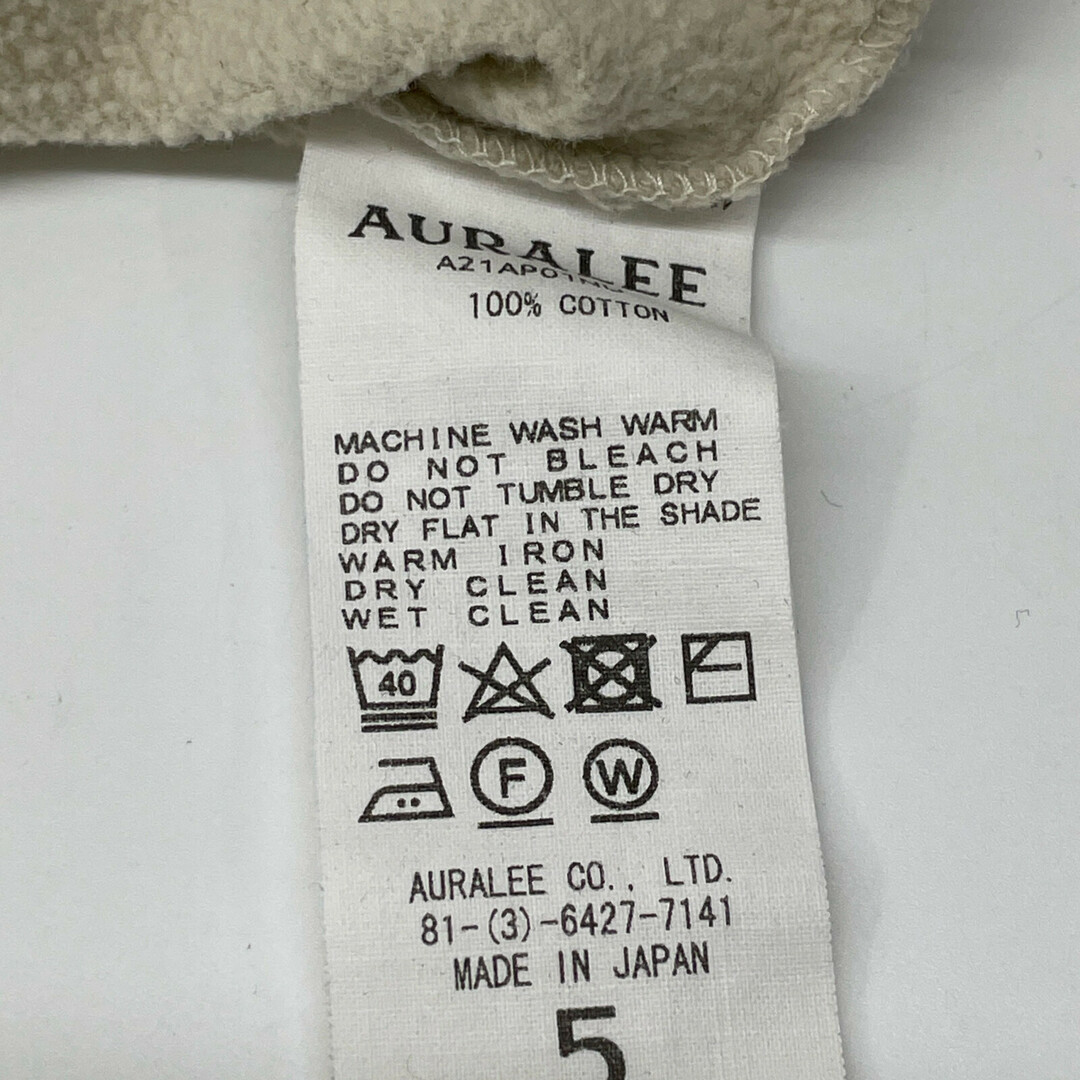 AURALEE
100% COTTON
MACHINE WASH WARM
DO NOT BLEACH
DO NOT TUMBLE DRY
DRY FLAT IN THE SHADE
WARM IRON
DRY CLEAN
WET CLEAN
40
F W
AURALEE CO., LTD.
81-(3)-6427-7141
MADE IN JAPAN
5